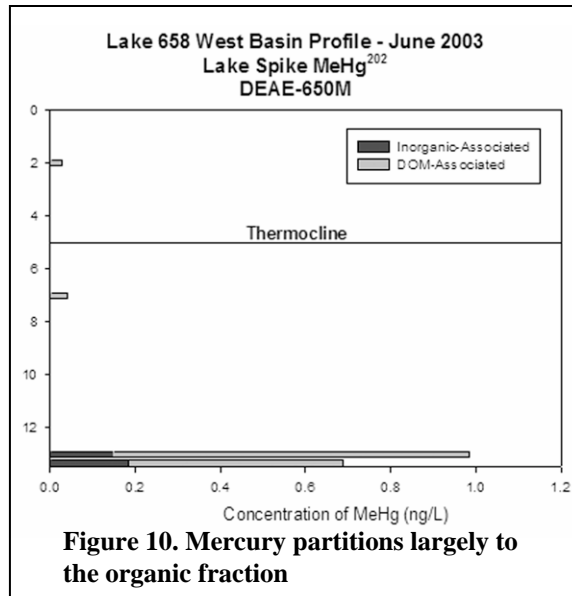 Lake 658 West Basin Profile - June 2003
Lake Spike MeHg²⁰²
DEAE-650M
Inorganic-Associated
DOM-Associated
Thermocline
0
2
4
6
8
10
12
0.0 0.2 0.4 0.6 0.8 1.0 1.2
Concentration of MeHg (ng/L)
Figure 10. Mercury partitions largely to
the organic fraction